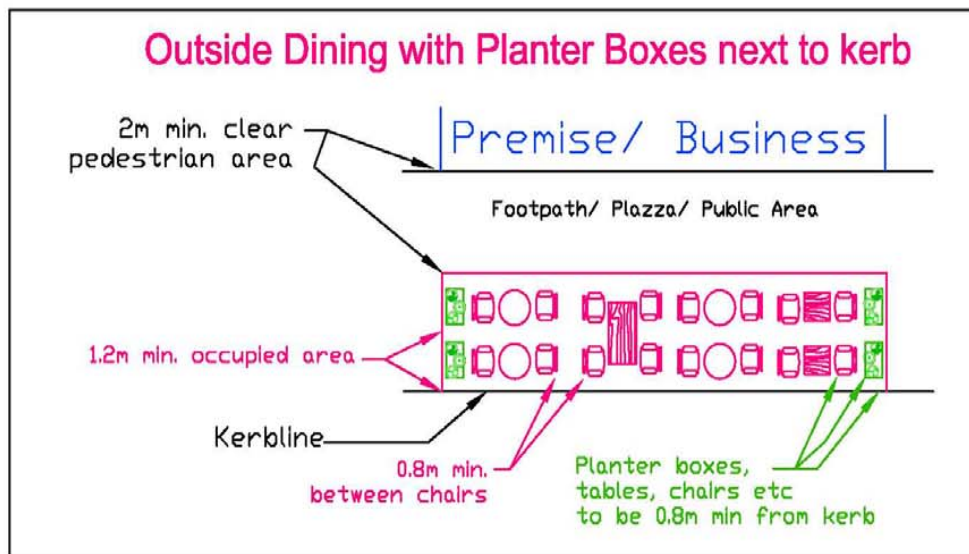 Outside Dining with Planter Boxes next to kerb
2m min. clear
pedestrian area
Premise/ Business
Footpath/ Plazza/ Public Area
1.2m min. occupied area
Kerbline
0.8m min.
between chairs
Planter boxes,
tables, chairs etc
to be 0.8m min from kerb